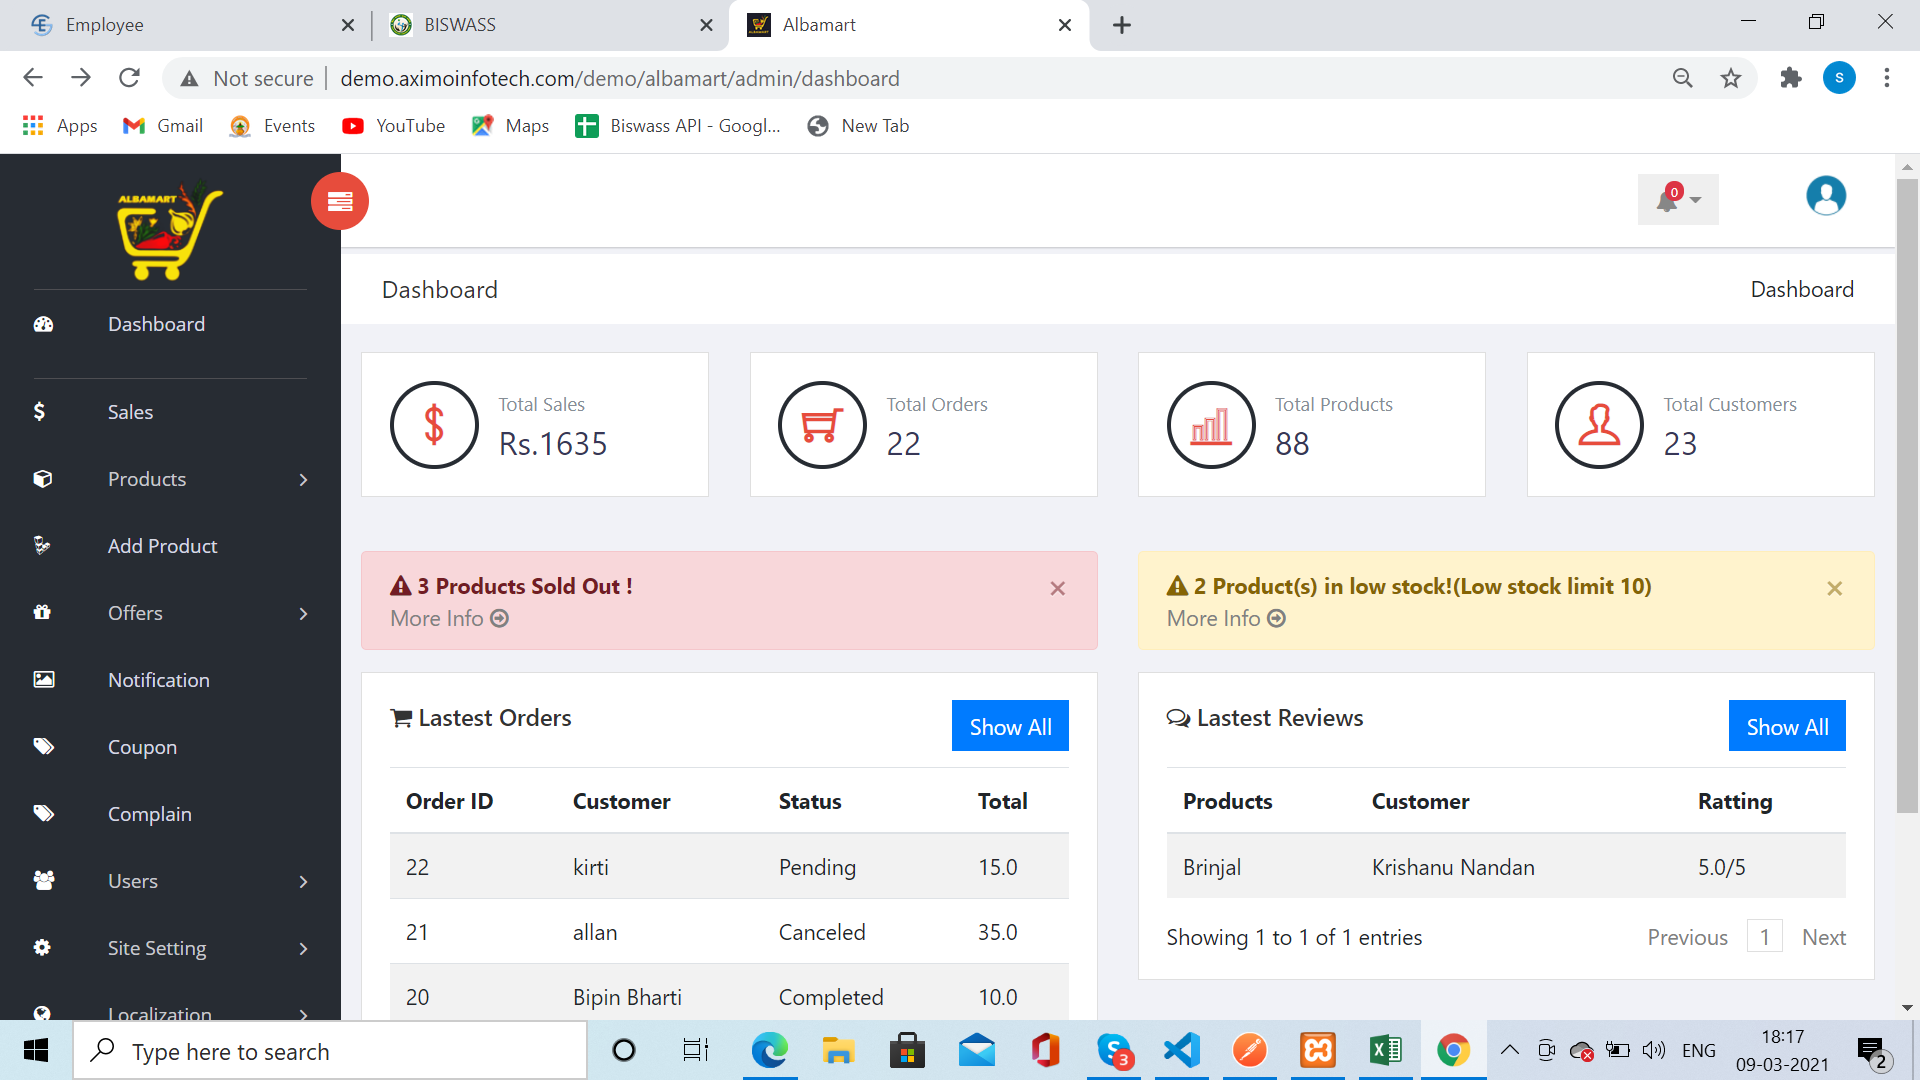 Employee
BISWASS
Albamart
Not secure
demo.aximoinfotech.com/demo/albamart/admin/dashboard
S
Apps
Gmail
Events
YouTube
Maps
Biswass API - Googl...
New Tab
ALBAMART
0
Dashboard
Dashboard
Dashboard
Sales
Products
Add Product
Offers
Notification
Coupon
Complain
Users
Site Setting
Localization
Total Sales
Rs.1635
Total Orders
22
Total Products
88
Total Customers
23
3 Products Sold Out !
More Info
2 Product(s) in low stock!(Low stock limit 10)
More Info
Lastest Orders
Show All
Order ID Customer Status Total
22 kirti Pending 15.0
21 allan Canceled 35.0
20 Bipin Bharti Completed 10.0
Lastest Reviews
Show All
Products Customer Ratting
Brinjal Krishanu Nandan 5.0/5
Showing 1 to 1 of 1 entries
Previous 1 Next
Type here to search
3
ENG
18:17
09-03-2021
2